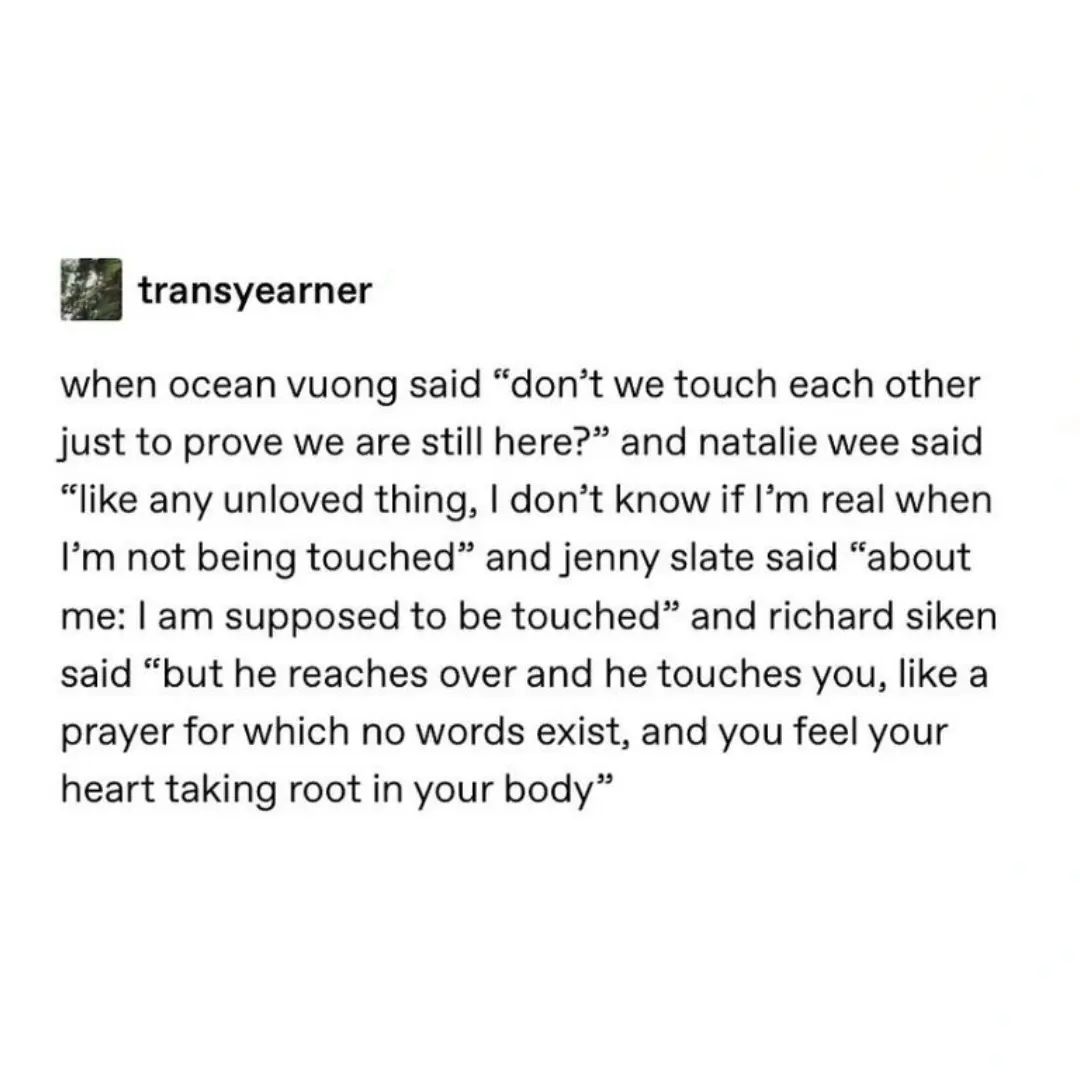 transyearner
when ocean vuong said “don’t we touch each other
just to prove we are still here?” and natalie wee said
“like any unloved thing, I don’t know if I’m real when
I’m not being touched” and jenny slate said “about
me: I am supposed to be touched” and richard siken
said “but he reaches over and he touches you, like a
prayer for which no words exist, and you feel your
heart taking root in your body”